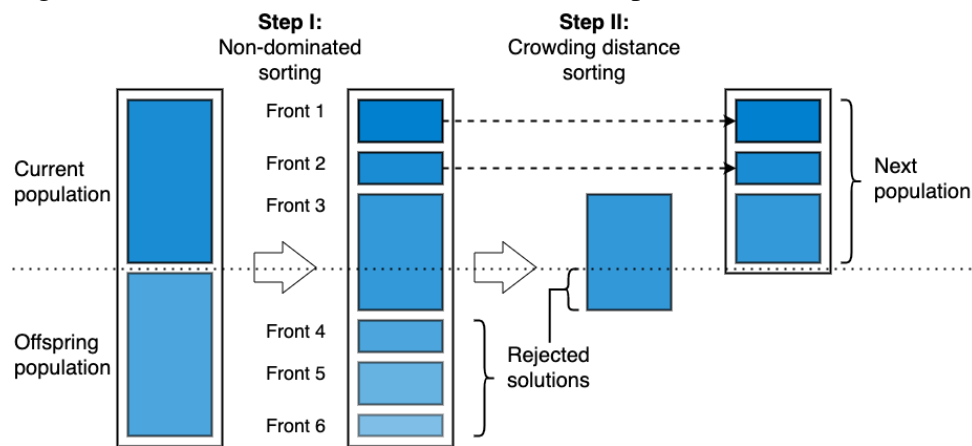 Step I:
Non-dominated
sorting
Step II:
Crowding distance
sorting
Front 1
Front 2
Front 3
Front 4
Front 5
Front 6
Current
population
Offspring
population
Next
population
Rejected
solutions